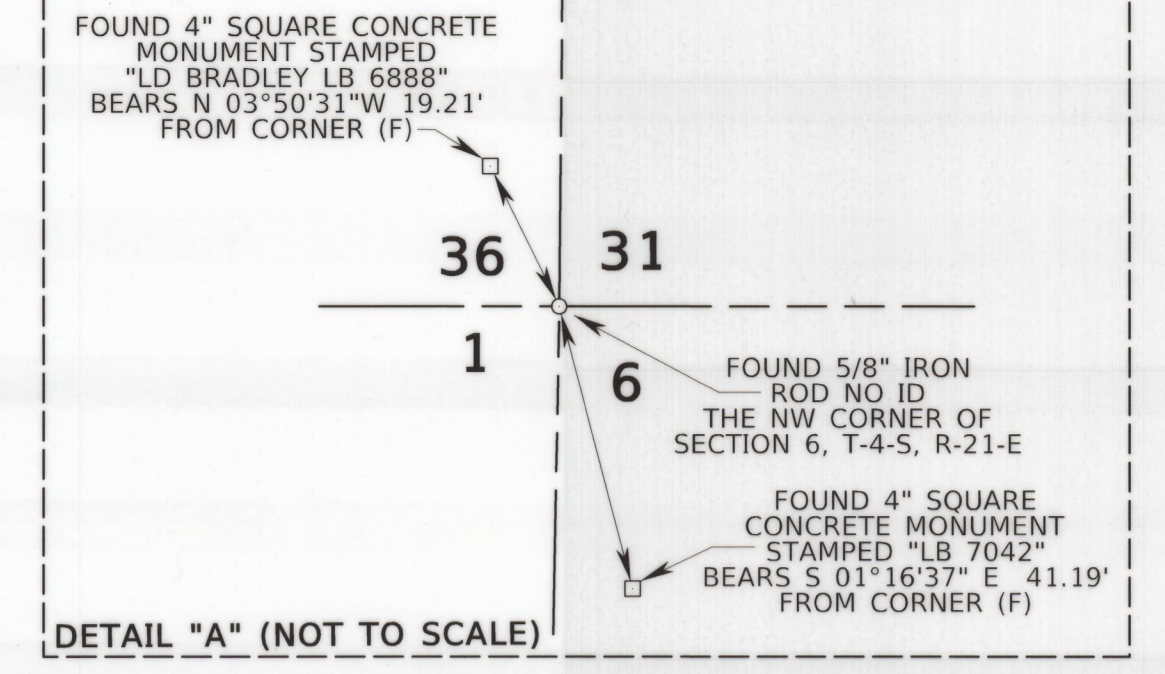 FOUND 4" SQUARE CONCRETE
MONUMENT STAMPED
"LD BRADLEY LB 6888"
BEARS N 03°50'31"W 19.21'
FROM CORNER (F)
36
31
1
6
FOUND 5/8" IRON
ROD NO ID
THE NW CORNER OF
SECTION 6, T-4-S, R-21-E
FOUND 4" SQUARE
CONCRETE MONUMENT
STAMPED "LB 7042"
BEARS S 01°16'37" E 41.19'
FROM CORNER (F)
DETAIL "A" (NOT TO SCALE)